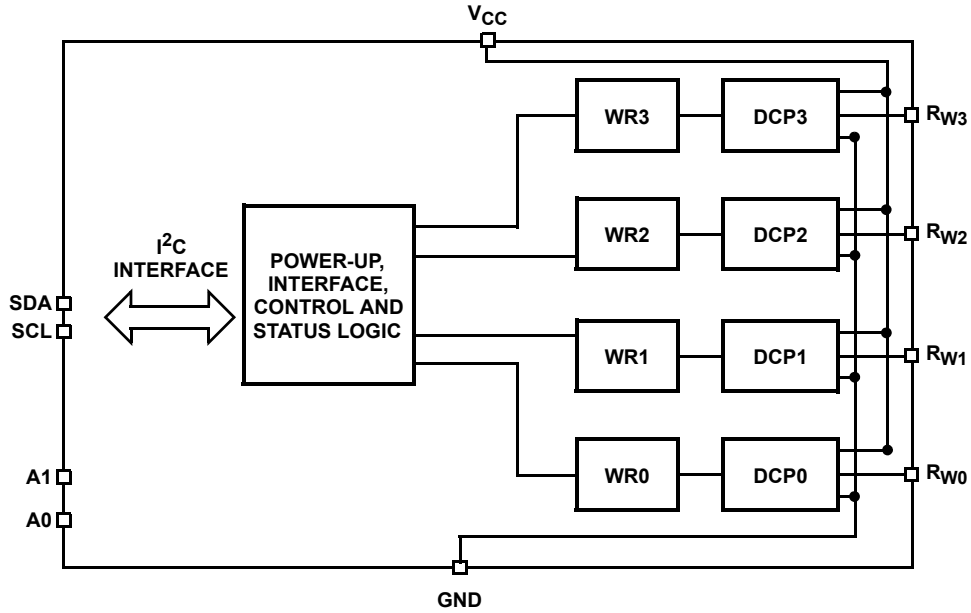 VCC
WR3
DCP3
RW3
WR2
DCP2
RW2
I2C
INTERFACE
POWER-UP,
INTERFACE,
CONTROL AND
STATUS LOGIC
SDA
SCL
WR1
DCP1
RW1
A1
A0
WR0
DCP0
RW0
GND